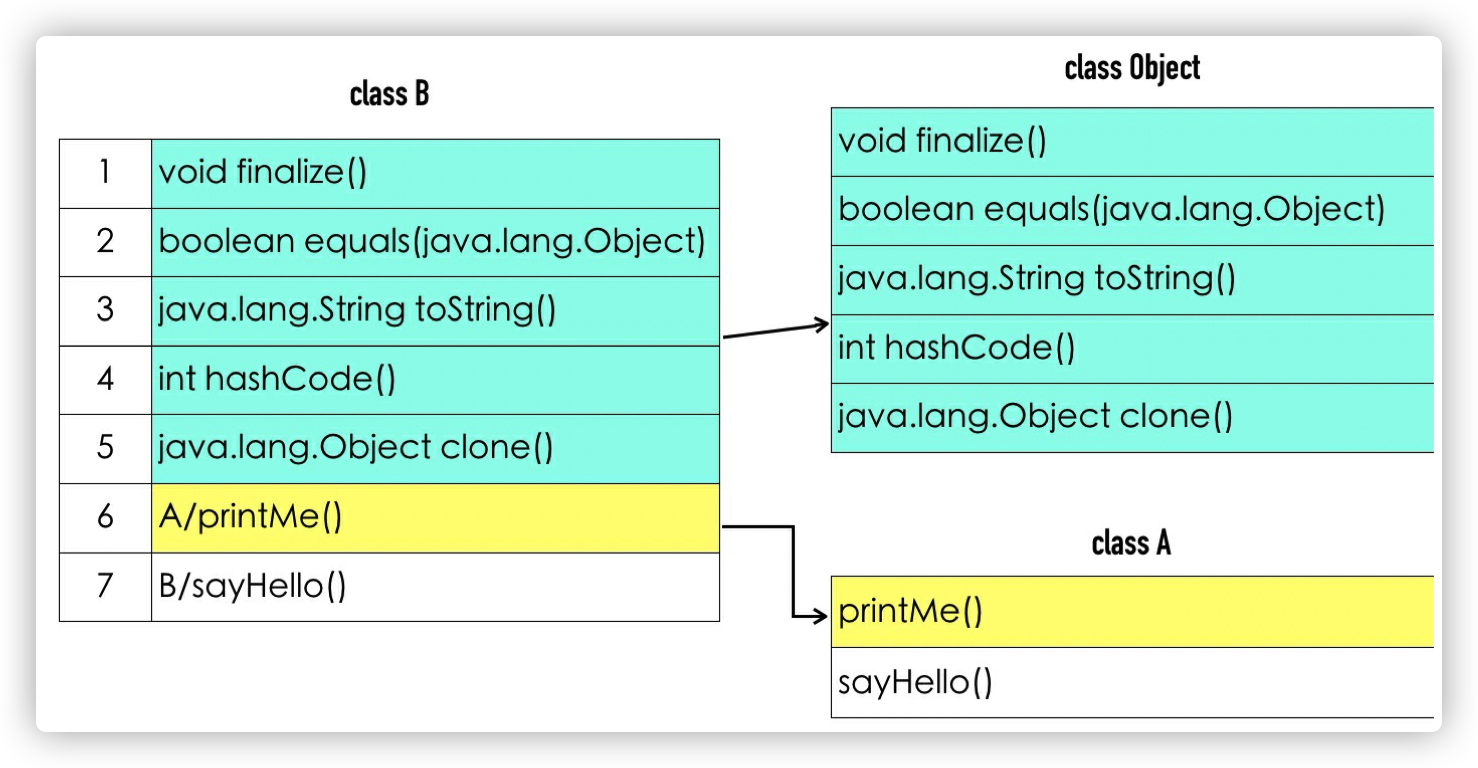 class B
1 void finalize()
2 boolean equals(java.lang.Object)
3 java.lang.String toString()
4 int hashCode()
5 java.lang.Object clone()
6 A/printMe()
7 B/sayHello()
class Object
void finalize()
boolean equals(java.lang.Object)
java.lang.String toString()
int hashCode()
java.lang.Object clone()
class A
printMe()
sayHello()